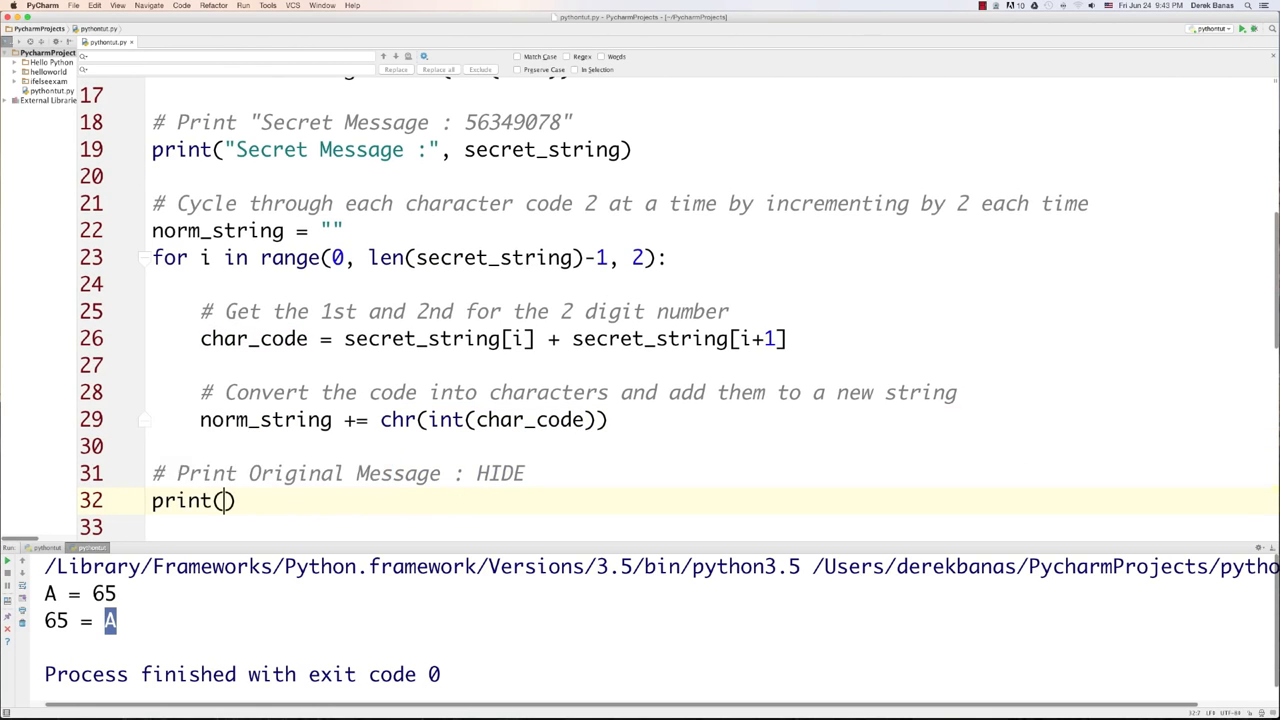 PyCharm File Edit View Navigate Code Refactor Run Tools VCS Window Help 10 Fri Jun 24 9:43 PM Derek Banas
pythontut.py - PycharmProjects - [~/PycharmProjects]
PycharmProjects pythontut.py pythontut
pythontut.py
PycharmProject
Hello Python
helloworld
ifelseexam
pythontut.py
External Librarie
Match Case Regex Words
Replace Replace all Exclude Preserve Case In Selection
17
18 # Print "Secret Message : 56349078"
19 print("Secret Message :", secret_string)
20
21 # Cycle through each character code 2 at a time by incrementing by 2 each time
22 norm_string = ""
23 for i in range(0, len(secret_string)-1, 2):
24
25 # Get the 1st and 2nd for the 2 digit number
26 char_code = secret_string[i] + secret_string[i+1]
27
28 # Convert the code into characters and add them to a new string
29 norm_string += chr(int(char_code))
30
31 # Print Original Message : HIDE
32 print()
33
Run: pythontut pythontut
/Library/Frameworks/Python.framework/Versions/3.5/bin/python3.5 /Users/derekbanas/PycharmProjects/pytho
A = 65
65 = A
Process finished with exit code 0
32:7 LF UTF-8